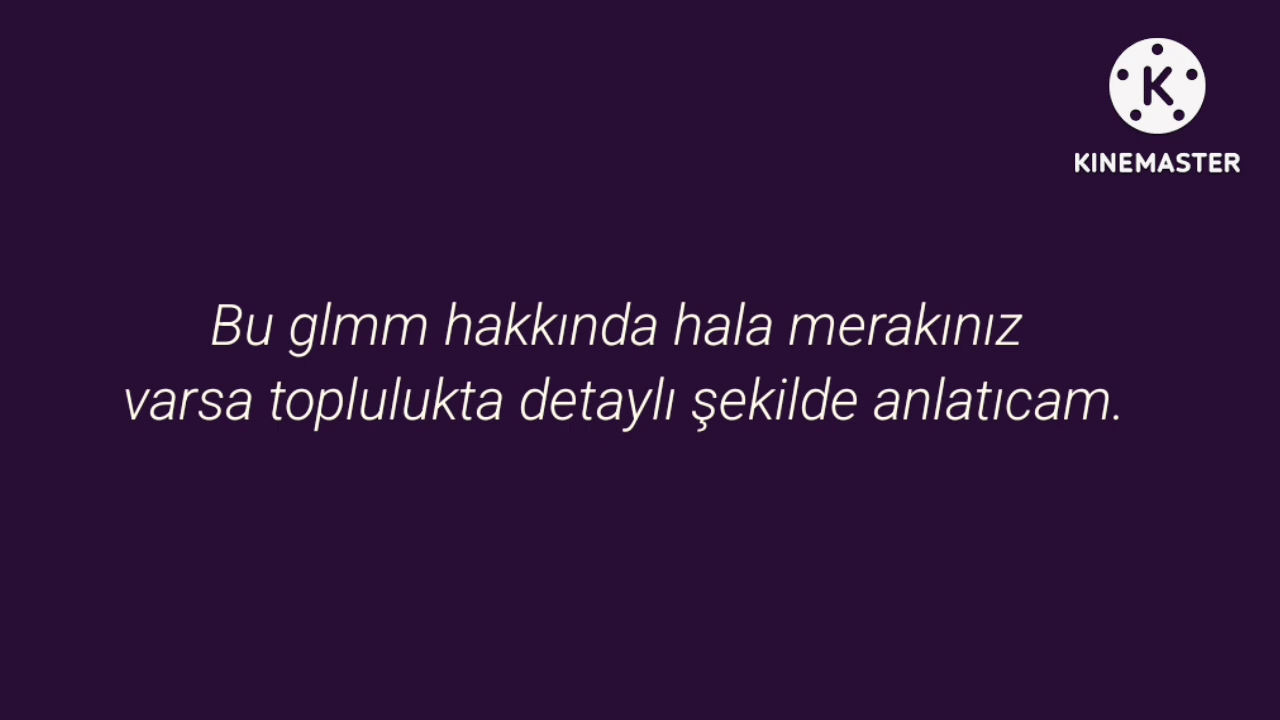 KINEMASTER
Bu glmm hakkında hala merakınız
varsa toplulukta detaylı şekilde anlatıcam.